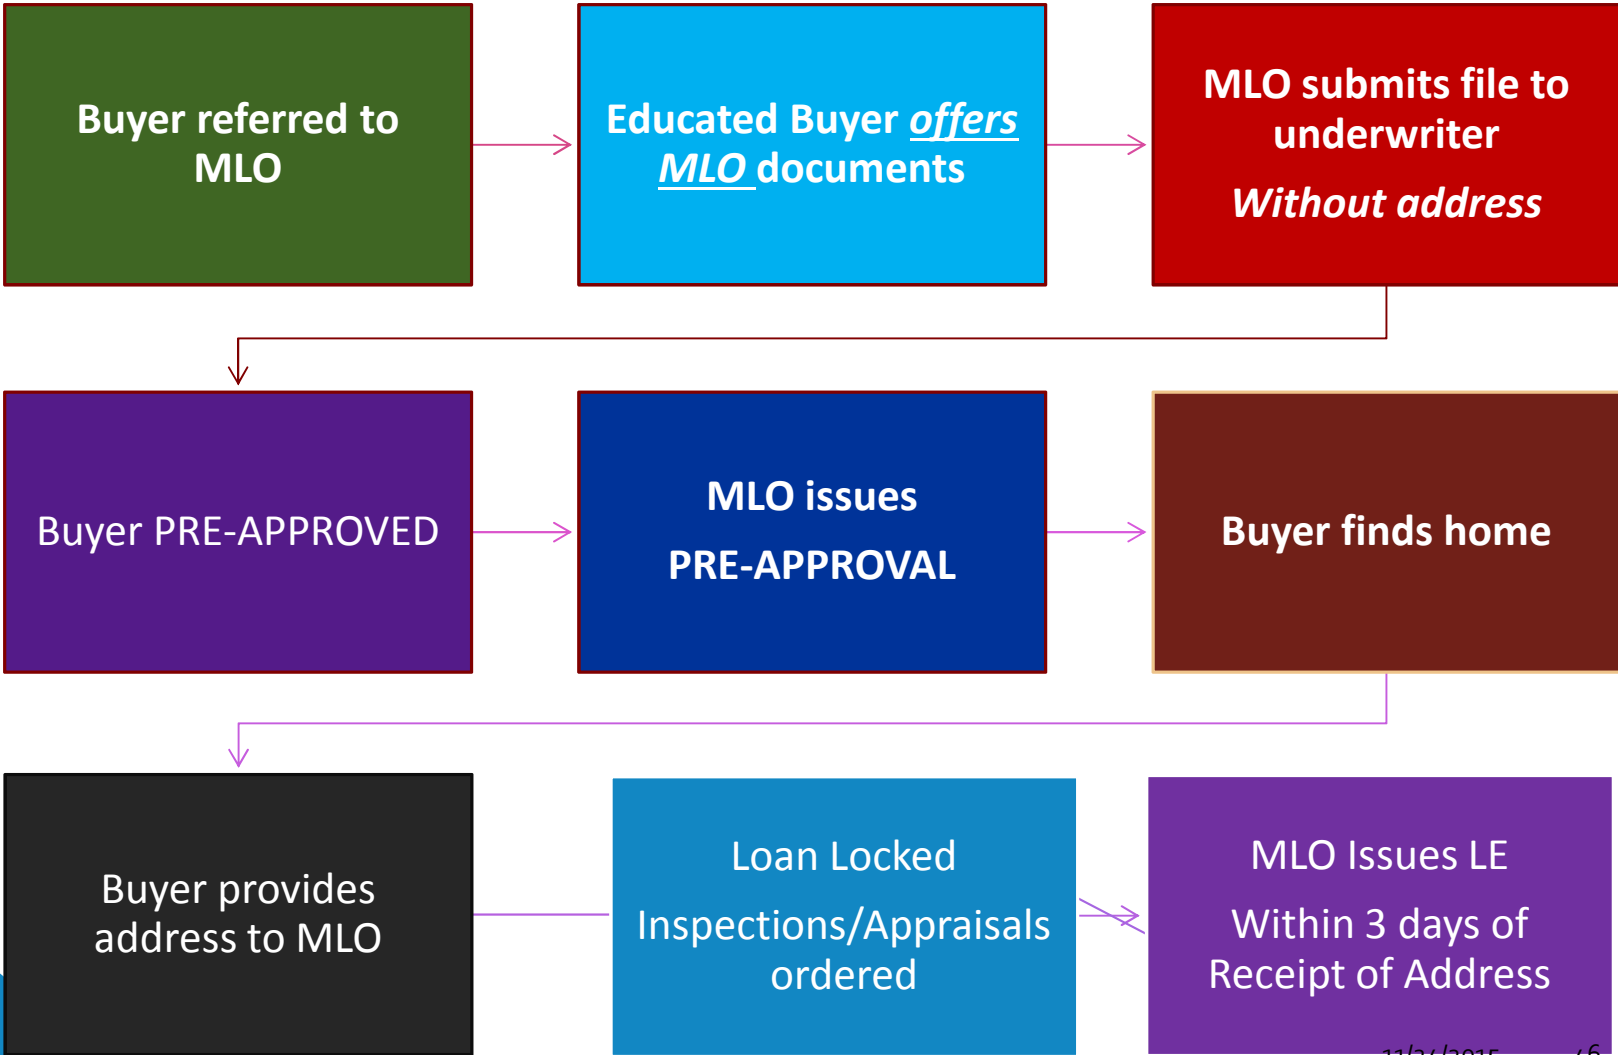 Buyer referred to
MLO
Educated Buyer offers
MLO documents
MLO submits file to
underwriter
Without address
Buyer PRE-APPROVED
MLO issues
PRE-APPROVAL
Buyer finds home
Buyer provides
address to MLO
Loan Locked
Inspections/Appraisals
ordered
MLO Issues LE
Within 3 days of
Receipt of Address